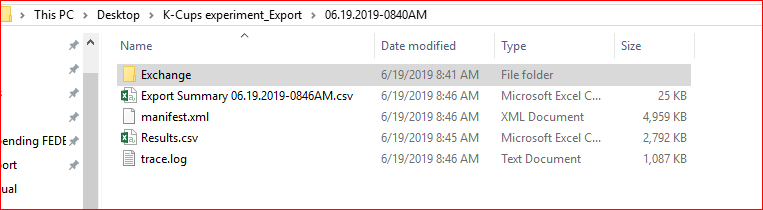 This PC > Desktop > K-Cups experiment_Export > 06.19.2019-0840AM
Name Date modified Type Size
Exchange 6/19/2019 8:41 AM File folder
Export Summary 06.19.2019-0846AM.csv 6/19/2019 8:46 AM Microsoft Excel C... 25 KB
manifest.xml 6/19/2019 8:46 AM XML Document 4,959 KB
ending FEDE Results.csv 6/19/2019 8:45 AM Microsoft Excel C... 2,792 KB
ort trace.log 6/19/2019 8:46 AM Text Document 1,087 KB
ual